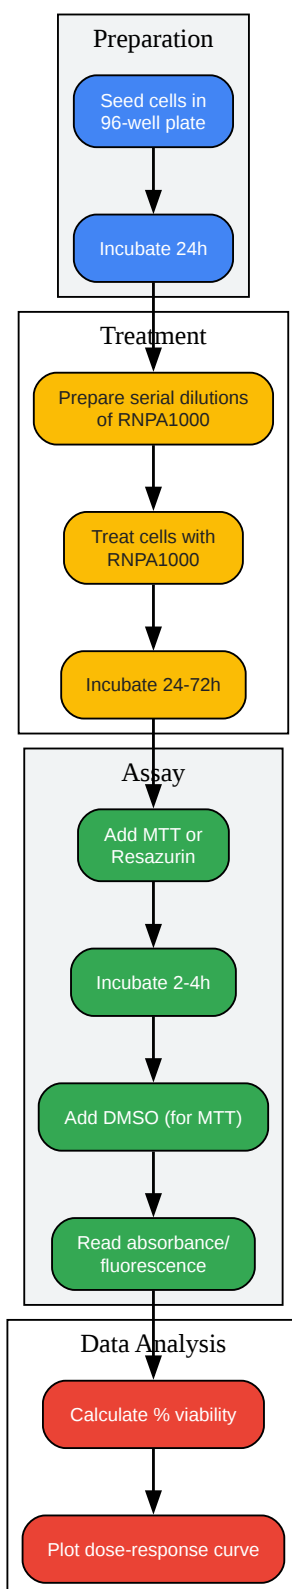 Preparation
Seed cells in
96-well plate
Incubate 24h
Treatment
Prepare serial dilutions
of RNPA1000
Treat cells with
RNPA1000
Incubate 24-72h
Assay
Add MTT or
Resazurin
Incubate 2-4h
Add DMSO (for MTT)
Read absorbance/
fluorescence
Data Analysis
Calculate % viability
Plot dose-response curve